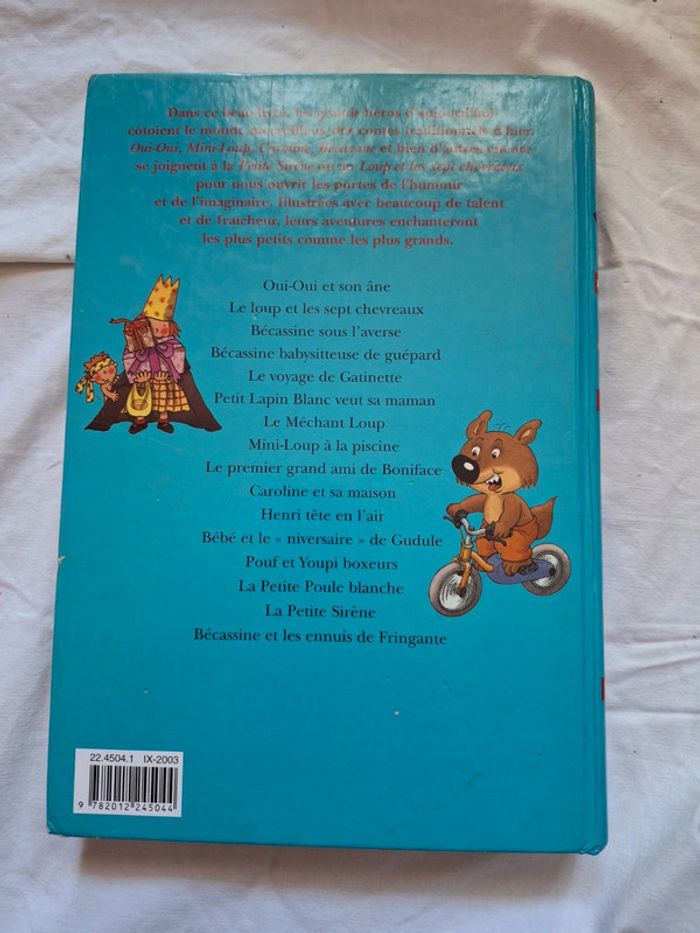 Dans ce beau livre, les grands héros d'aujourd'hui
côtoient le monde merveilleux des contes traditionnels
Oui-Oui, Mini-Loup, Caroline, Bécassine et bien d'autres encore
se joignent à la Petite Sirène ou au Loup et les sept chevreaux
pour nous ouvrir les portes de l'humour
et de l'imaginaire. Illustrées avec beaucoup de talent
et de fraîcheur, leurs aventures enchanteront
les plus petits comme les plus grands.
Oui-Oui et son âne
Le loup et les sept chevreaux
Bécassine sous l'averse
Bécassine babysitteuse de guépard
Le voyage de Gatinette
Petit Lapin Blanc veut sa maman
Le Méchant Loup
Mini-Loup à la piscine
Le premier grand ami de Boniface
Caroline et sa maison
Henri tête en l'air
Bébé et le « niversaire » de Gudule
Pouf et Youpi boxeurs
La Petite Poule blanche
La Petite Sirène
Bécassine et les ennuis de Fringante
22.4504.1 IX-2003
9 782012 245044